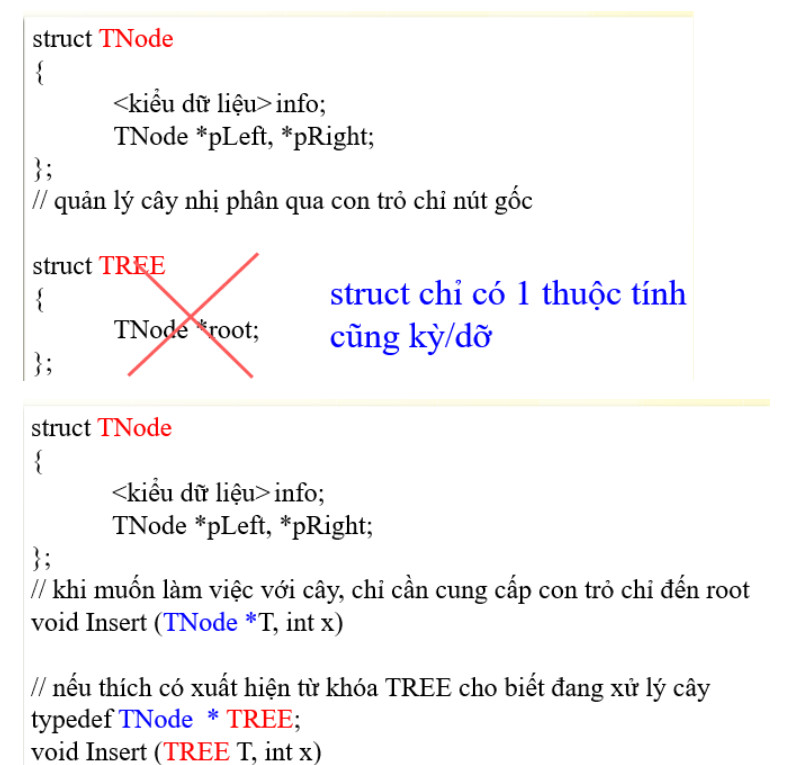 struct TNode
{
<kiểu dữ liệu> info;
TNode *pLeft, *pRight;
};
// quản lý cây nhị phân qua con trỏ chỉ nút gốc
struct TREE
{
TNode *root;
};
struct chỉ có 1 thuộc tính
cũng kỳ/dỡ
struct TNode
{
<kiểu dữ liệu> info;
TNode *pLeft, *pRight;
};
// khi muốn làm việc với cây, chỉ cần cung cấp con trỏ chỉ đến root
void Insert (TNode *T, int x)
// nếu thích có xuất hiện từ khóa TREE cho biết đang xử lý cây
typedef TNode * TREE;
void Insert (TREE T, int x)